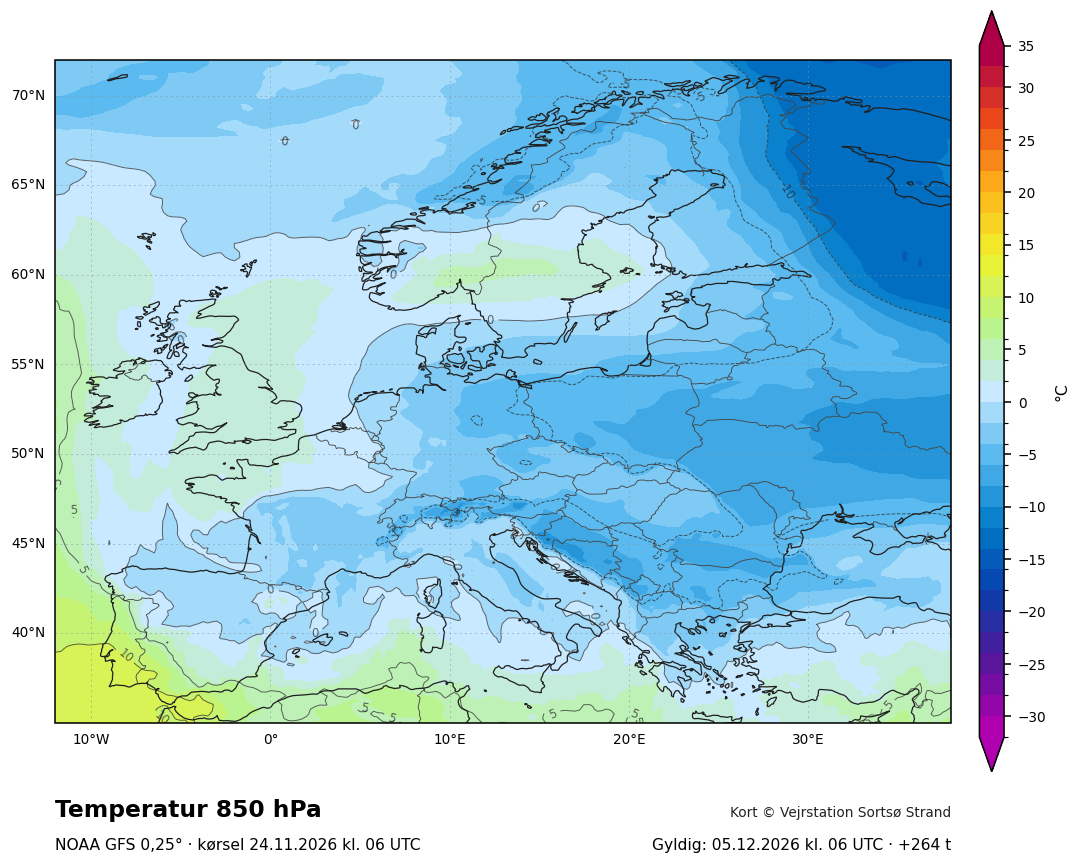 70°N
65°N
60°N
55°N
50°N
45°N
40°N
10°W
0°
10°E
20°E
30°E
35
30
25
20
15
10
5
0
−5
−10
−15
−20
−25
−30
°C
Temperatur 850 hPa
Kort © Vejrstation Sortsø Strand
NOAA GFS 0,25° · kørsel 24.11.2026 kl. 06 UTC
Gyldig: 05.12.2026 kl. 06 UTC · +264 t